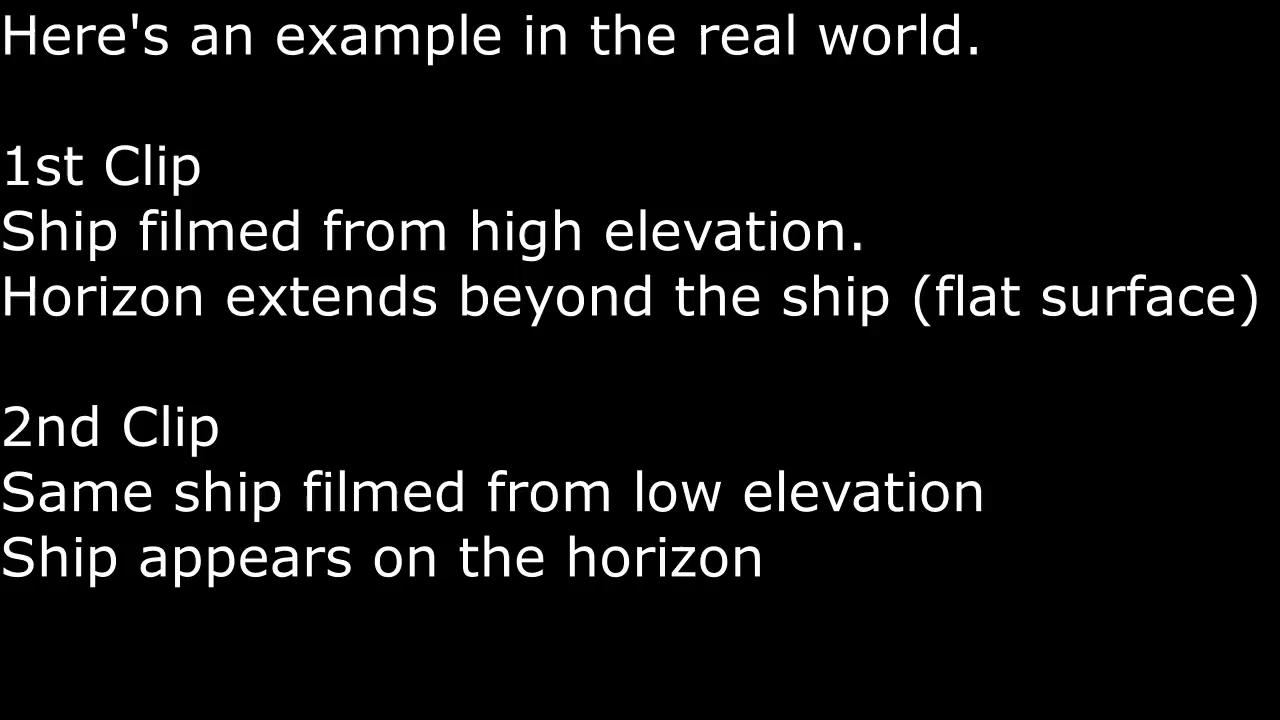 Here's an example in the real world.
1st Clip
Ship filmed from high elevation.
Horizon extends beyond the ship (flat surface)
2nd Clip
Same ship filmed from low elevation
Ship appears on the horizon